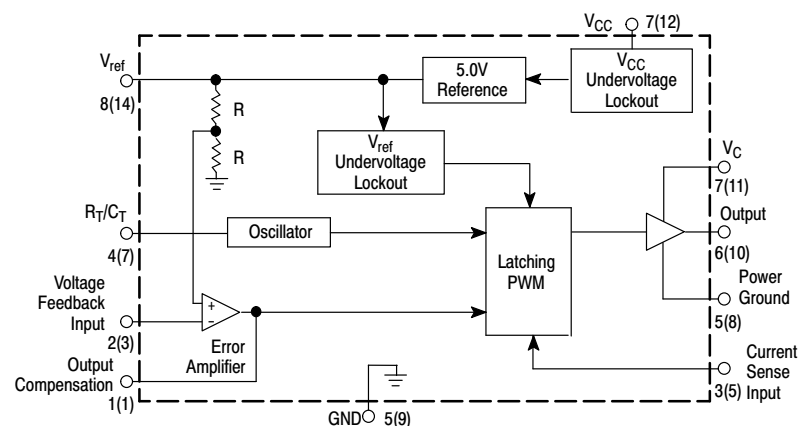 VCC 7(12)
Vref
8(14)
5.0V
Reference
VCC
Undervoltage
Lockout
R
R
Vref
Undervoltage
Lockout
VC
7(11)
RT/CT
4(7)
Oscillator
Latching
PWM
Output
6(10)
Voltage
Feedback
Input
2(3)
+
−
Error
Amplifier
Power
Ground
5(8)
Output
Compensation
1(1)
Current
Sense
Input
3(5)
GND 5(9)